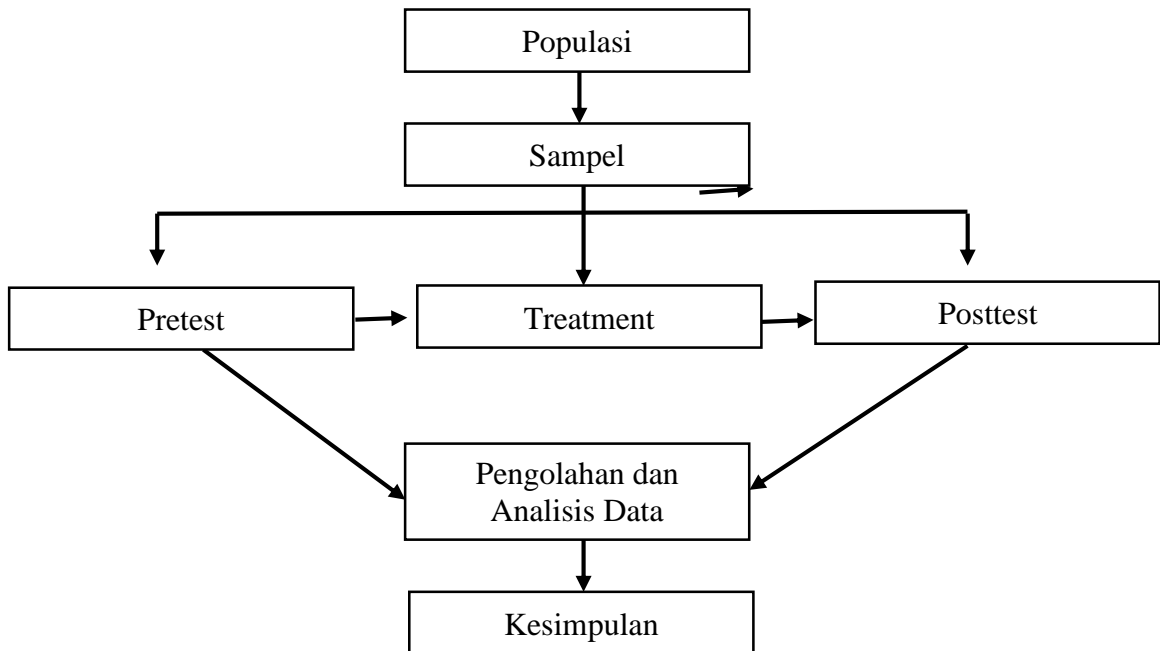 Populasi
Sampel
Pretest
Treatment
Posttest
Pengolahan dan
Analisis Data
Kesimpulan